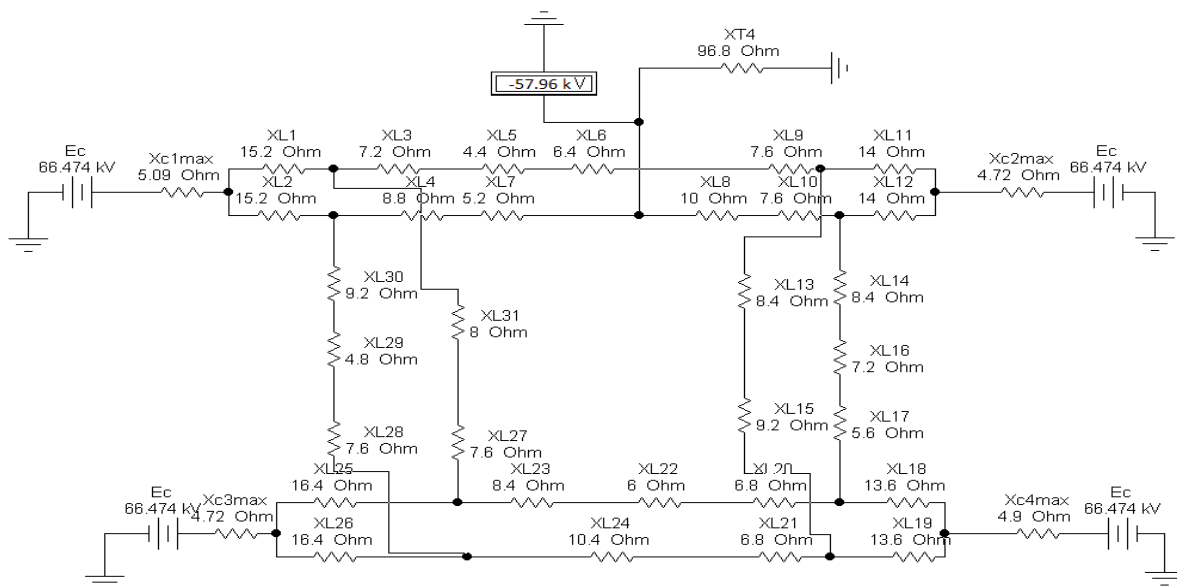 XT4
96.8 Ohm
-57.96 kV
Ec
66.474 kV
Xc1max
5.09 Ohm
XL1
15.2 Ohm
XL3
7.2 Ohm
XL5
4.4 Ohm
XL6
6.4 Ohm
XL9
7.6 Ohm
XL11
14 Ohm
XL2
15.2 Ohm
XL4
8.8 Ohm
XL7
5.2 Ohm
XL8
10 Ohm
XL10
7.6 Ohm
XL12
14 Ohm
Xc2max
4.72 Ohm
Ec
66.474 kV
XL30
9.2 Ohm
XL29
4.8 Ohm
XL28
7.6 Ohm
XL31
8 Ohm
XL27
7.6 Ohm
XL13
8.4 Ohm
XL15
9.2 Ohm
XL14
8.4 Ohm
XL16
7.2 Ohm
XL17
5.6 Ohm
Ec
66.474 kV
Xc3max
4.72 Ohm
XL25
16.4 Ohm
XL23
8.4 Ohm
XL22
6 Ohm
XL20
6.8 Ohm
XL18
13.6 Ohm
XL26
16.4 Ohm
XL24
10.4 Ohm
XL21
6.8 Ohm
XL19
13.6 Ohm
Xc4max
4.9 Ohm
Ec
66.474 kV